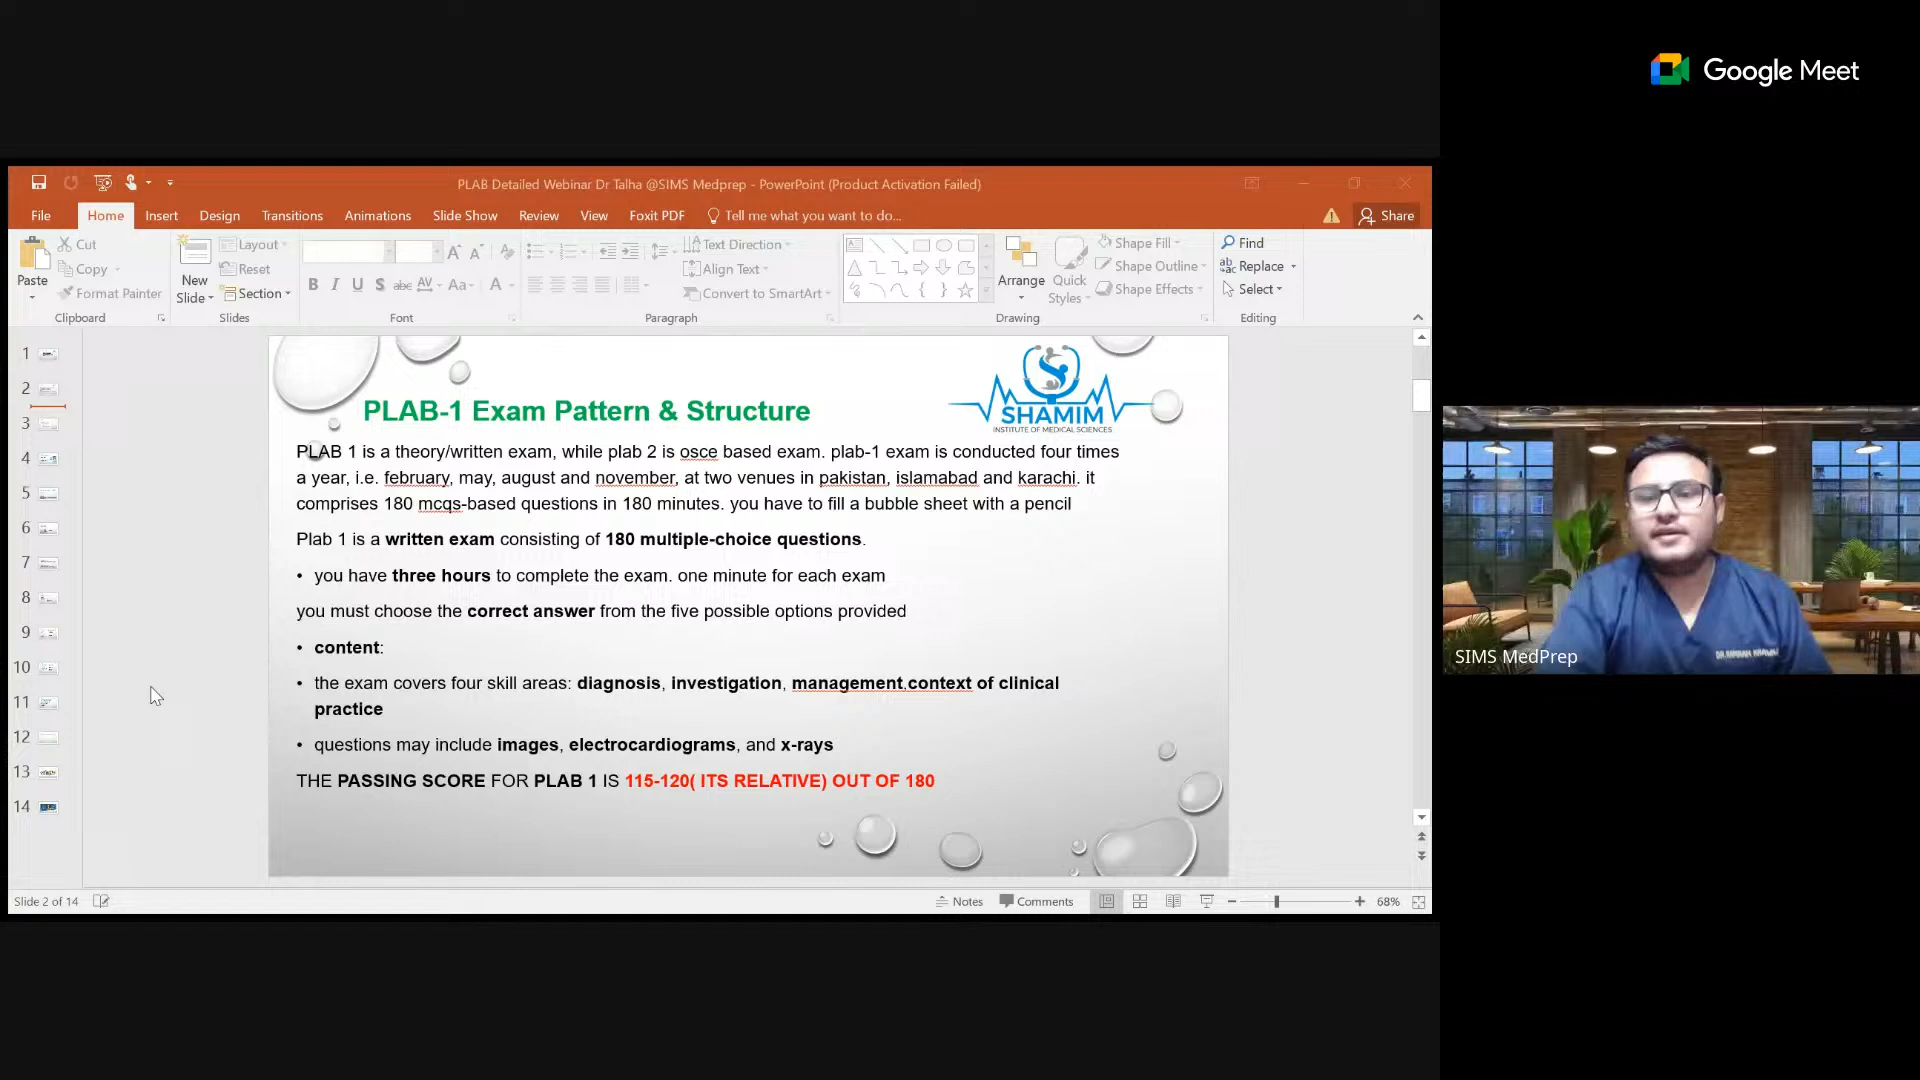 Google Meet
PLAB Detailed Webinar Dr Talha @SIMS Medprep - PowerPoint (Product Activation Failed)
File Home Insert Design Transitions Animations Slide Show Review View Foxit PDF Tell me what you want to do... Share
Paste
Cut
Copy
Format Painter
Clipboard
New
Slide
Layout
Reset
Section
Slides
Font
Text Direction
Align Text
Convert to SmartArt
Paragraph
Arrange
Quick
Styles
Shape Fill
Shape Outline
Shape Effects
Drawing
Find
Replace
Select
Editing
1
2
3
4
5
6
7
8
9
10
11
12
13
14
SHAMIM
INSTITUTE OF MEDICAL SCIENCES
PLAB-1 Exam Pattern & Structure
PLAB 1 is a theory/written exam, while plab 2 is osce based exam. plab-1 exam is conducted four times
a year, i.e. february, may, august and november, at two venues in pakistan, islamabad and karachi. it
comprises 180 mcqs-based questions in 180 minutes. you have to fill a bubble sheet with a pencil
Plab 1 is a written exam consisting of 180 multiple-choice questions.
• you have three hours to complete the exam. one minute for each exam
you must choose the correct answer from the five possible options provided
• content:
• the exam covers four skill areas: diagnosis, investigation, management,context of clinical
practice
• questions may include images, electrocardiograms, and x-rays
THE PASSING SCORE FOR PLAB 1 IS 115-120( ITS RELATIVE) OUT OF 180
Slide 2 of 14
Notes Comments 68%
SIMS MedPrep